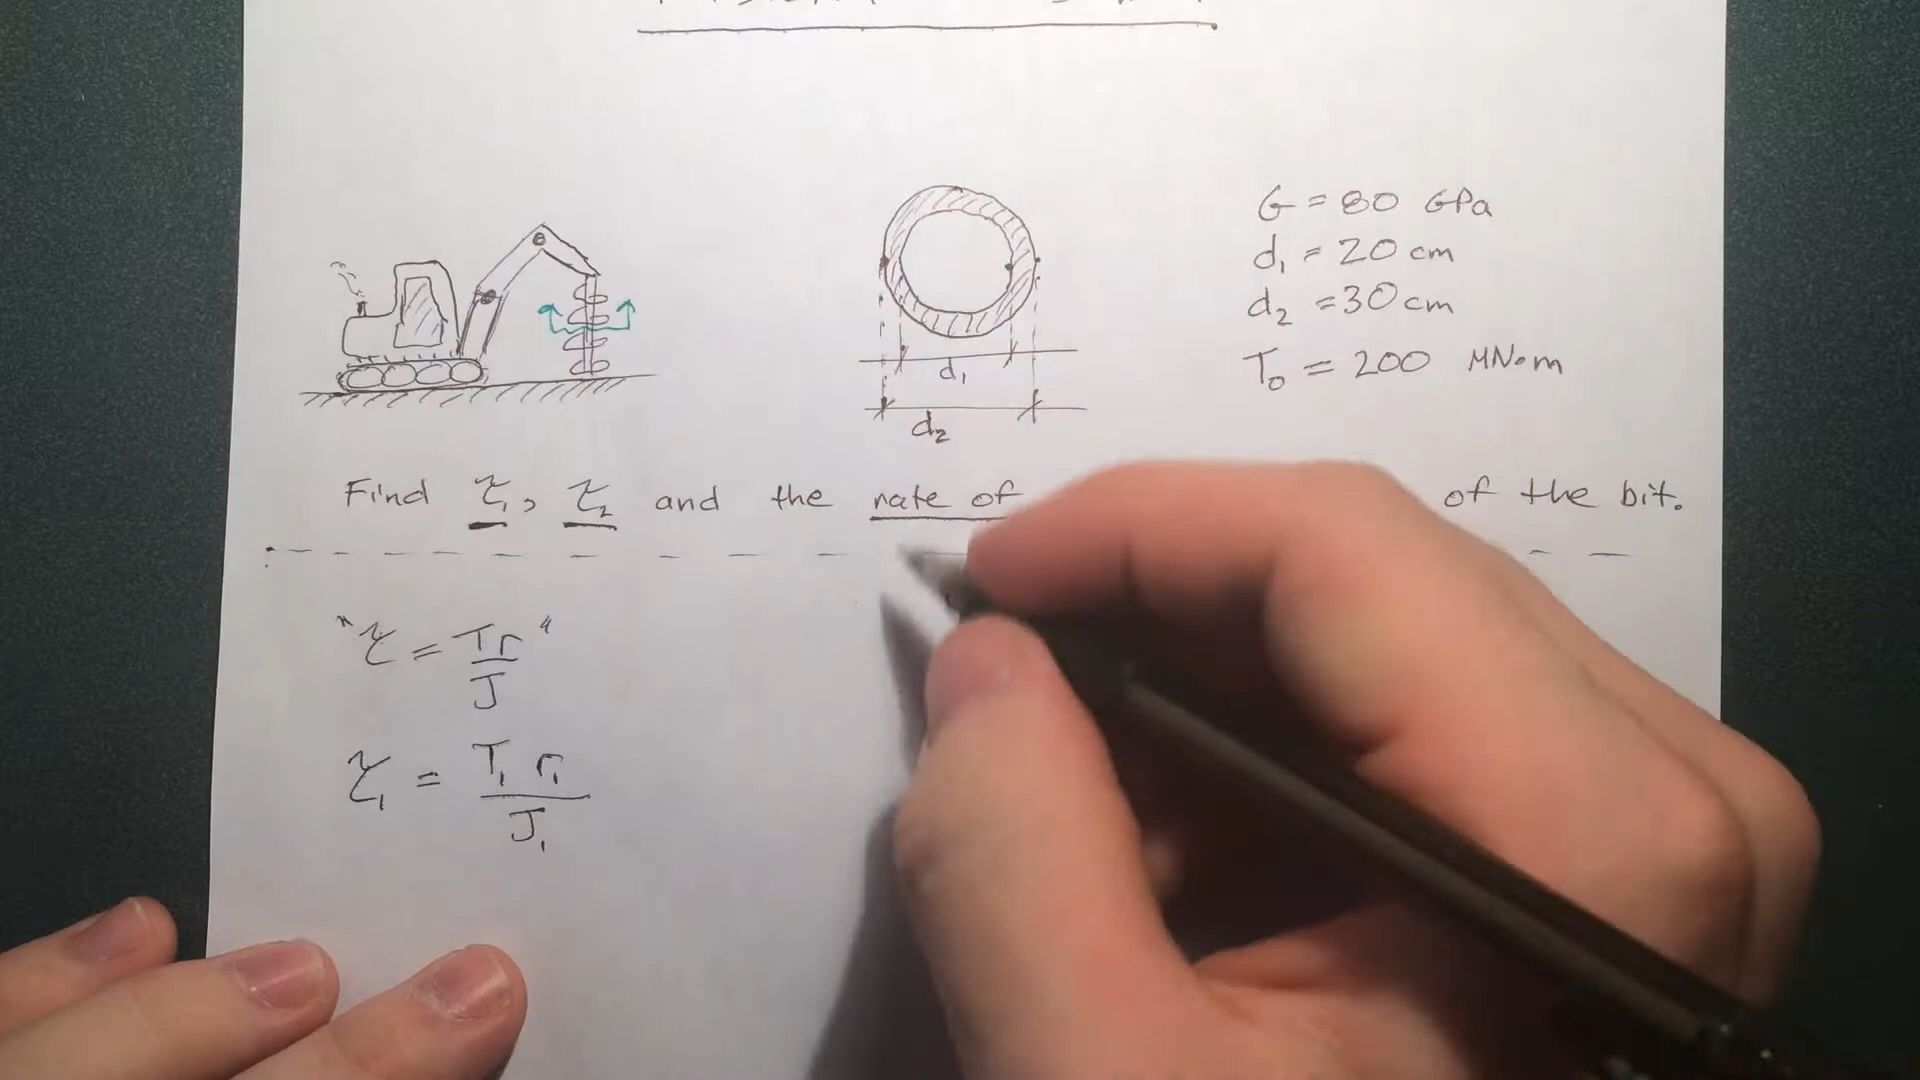 G = 80 GPa
d₁ = 20 cm
d₂ = 30 cm
T₀ = 200 MN·m
d₁
d₂
Find τ₁, τ₂ and the rate of of the bit.
"τ = Tr/J"
τ₁ = T₁ r₁/J₁